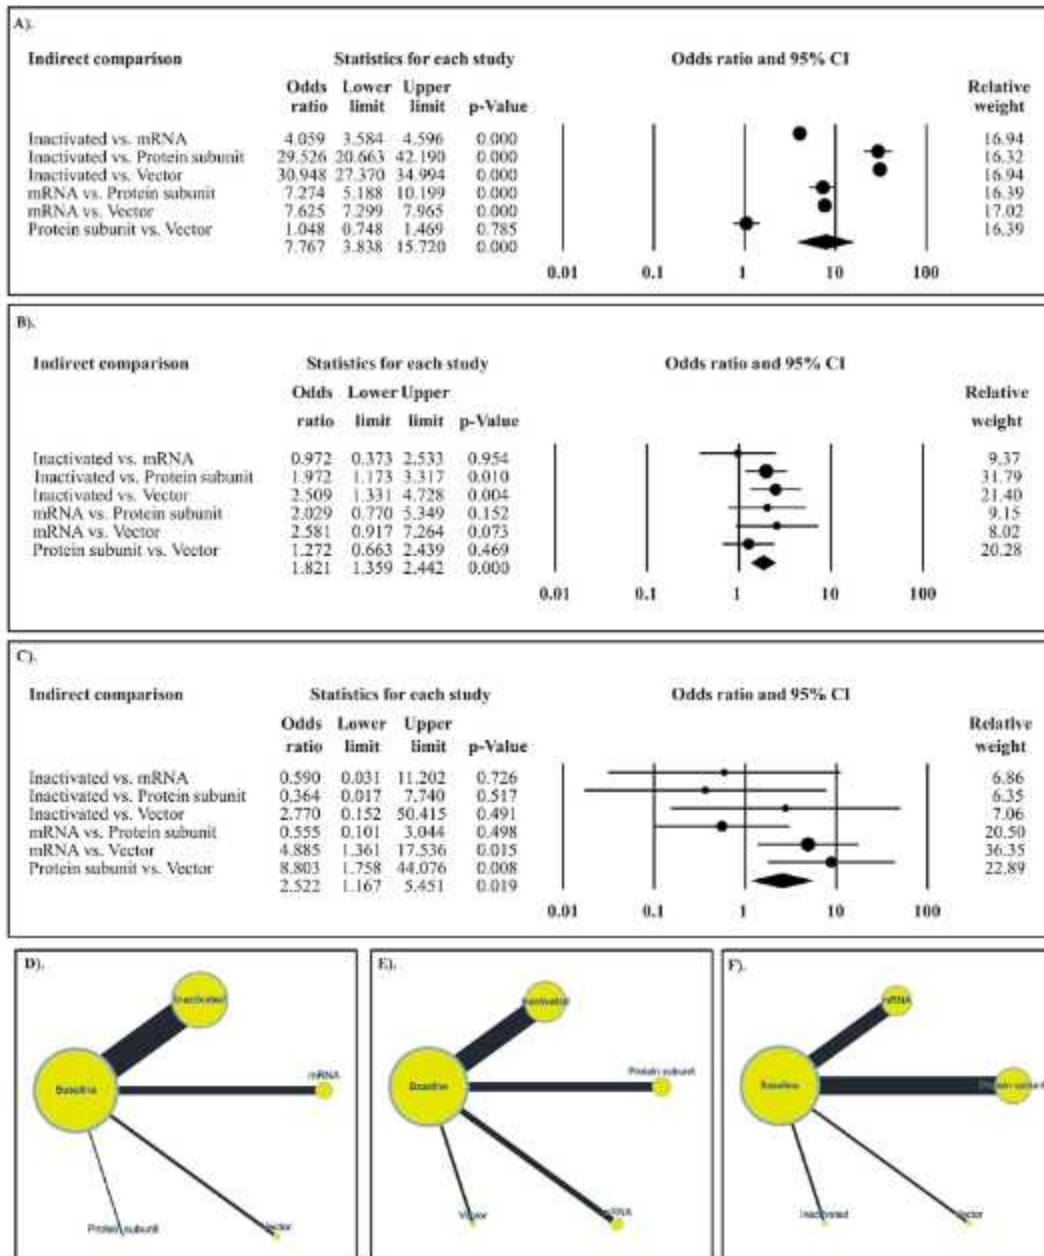 A).
Indirect comparison Statistics for each study Odds ratio and 95% CI
Odds Lower Upper Relative
ratio limit limit p-Value weight
Inactivated vs. mRNA 4.059 3.584 4.596 0.000 16.94
Inactivated vs. Protein subunit 29.526 20.663 42.190 0.000 16.32
Inactivated vs. Vector 30.948 27.370 34.994 0.000 16.94
mRNA vs. Protein subunit 7.274 5.188 10.199 0.000 16.39
mRNA vs. Vector 7.625 7.299 7.965 0.000 17.02
Protein subunit vs. Vector 1.048 0.748 1.469 0.785 16.39
7.767 3.838 15.720 0.000
0.01 0.1 1 10 100
B).
Indirect comparison Statistics for each study Odds ratio and 95% CI
Odds Lower Upper Relative
ratio limit limit p-Value weight
Inactivated vs. mRNA 0.972 0.373 2.533 0.954 9.37
Inactivated vs. Protein subunit 1.972 1.173 3.317 0.010 31.79
Inactivated vs. Vector 2.509 1.331 4.728 0.004 21.40
mRNA vs. Protein subunit 2.029 0.770 5.349 0.152 9.15
mRNA vs. Vector 2.581 0.917 7.264 0.073 8.02
Protein subunit vs. Vector 1.272 0.663 2.439 0.469 20.28
1.821 1.359 2.442 0.000
0.01 0.1 1 10 100
C).
Indirect comparison Statistics for each study Odds ratio and 95% CI
Odds Lower Upper Relative
ratio limit limit p-Value weight
Inactivated vs. mRNA 0.590 0.031 11.202 0.726 6.86
Inactivated vs. Protein subunit 0.364 0.017 7.740 0.517 6.35
Inactivated vs. Vector 2.770 0.152 50.415 0.491 7.06
mRNA vs. Protein subunit 0.555 0.101 3.044 0.498 20.50
mRNA vs. Vector 4.885 1.361 17.536 0.015 36.35
Protein subunit vs. Vector 8.803 1.758 44.076 0.008 22.89
2.522 1.167 5.451 0.019
0.01 0.1 1 10 100
D).
Inactivated
mRNA
Baseline
Protein subunit
Vector
E).
Inactivated
Protein subunit
Baseline
Vector
mRNA
F).
mRNA
Baseline
Protein subunit
Inactivated
Vector